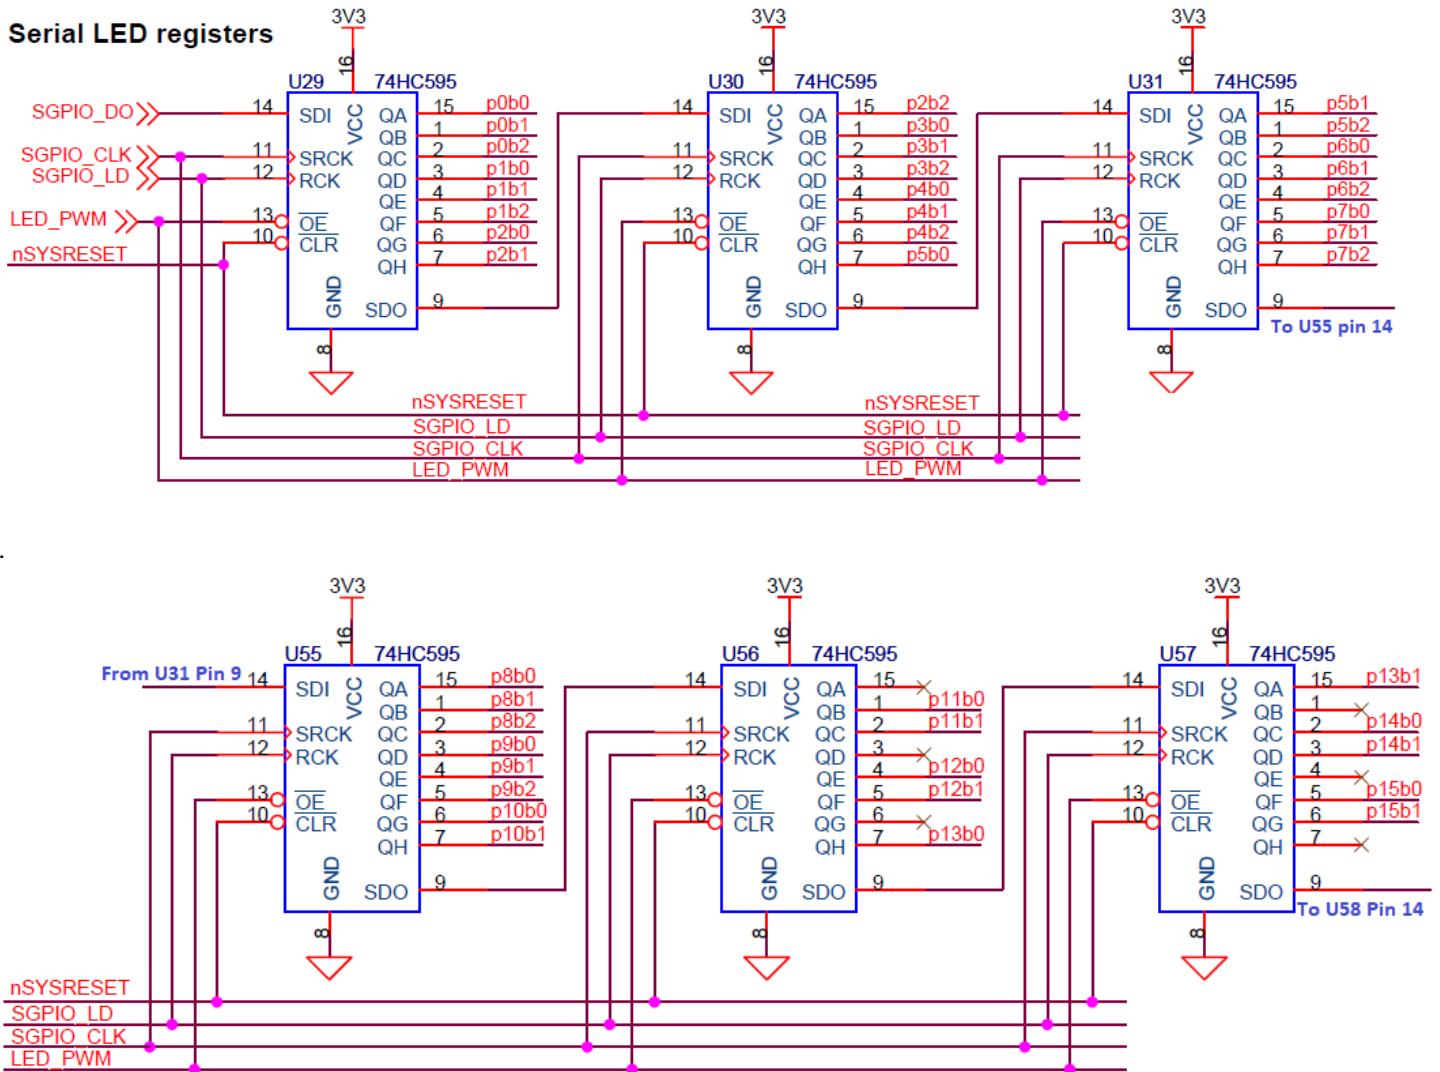 Serial LED registers
3V3
3V3
3V3
16
16
16
U29 74HC595
U30 74HC595
U31 74HC595
SGPIO_DO 14 SDI VCC QA 15 p0b0
QB 1 p0b1
SGPIO_CLK 11 SRCK QC 2 p0b2
SGPIO_LD 12 RCK QD 3 p1b0
QE 4 p1b1
LED_PWM 13 OE QF 5 p1b2
10 CLR QG 6 p2b0
nSYSRESET QH 7 p2b1
GND SDO 9
8
14 SDI VCC QA 15 p2b2
QB 1 p3b0
11 SRCK QC 2 p3b1
12 RCK QD 3 p3b2
QE 4 p4b0
13 OE QF 5 p4b1
10 CLR QG 6 p4b2
QH 7 p5b0
GND SDO 9
8
14 SDI VCC QA 15 p5b1
QB 1 p5b2
11 SRCK QC 2 p6b0
12 RCK QD 3 p6b1
QE 4 p6b2
13 OE QF 5 p7b0
10 CLR QG 6 p7b1
QH 7 p7b2
GND SDO 9
To U55 pin 14
8
nSYSRESET nSYSRESET
SGPIO_LD SGPIO_LD
SGPIO_CLK SGPIO_CLK
LED_PWM LED_PWM
.
3V3
3V3
3V3
16
16
16
U55 74HC595
U56 74HC595
U57 74HC595
From U31 Pin 9 14 SDI VCC QA 15 p8b0
QB 1 p8b1
11 SRCK QC 2 p8b2
12 RCK QD 3 p9b0
QE 4 p9b1
13 OE QF 5 p9b2
10 CLR QG 6 p10b0
QH 7 p10b1
GND SDO 9
8
14 SDI VCC QA 15
QB 1 p11b0
11 SRCK QC 2 p11b1
12 RCK QD 3
QE 4 p12b0
13 OE QF 5 p12b1
10 CLR QG 6
QH 7 p13b0
GND SDO 9
8
14 SDI VCC QA 15 p13b1
QB 1
11 SRCK QC 2 p14b0
12 RCK QD 3 p14b1
QE 4
13 OE QF 5 p15b0
10 CLR QG 6 p15b1
QH 7
GND SDO 9
To U58 Pin 14
8
nSYSRESET
SGPIO_LD
SGPIO_CLK
LED_PWM